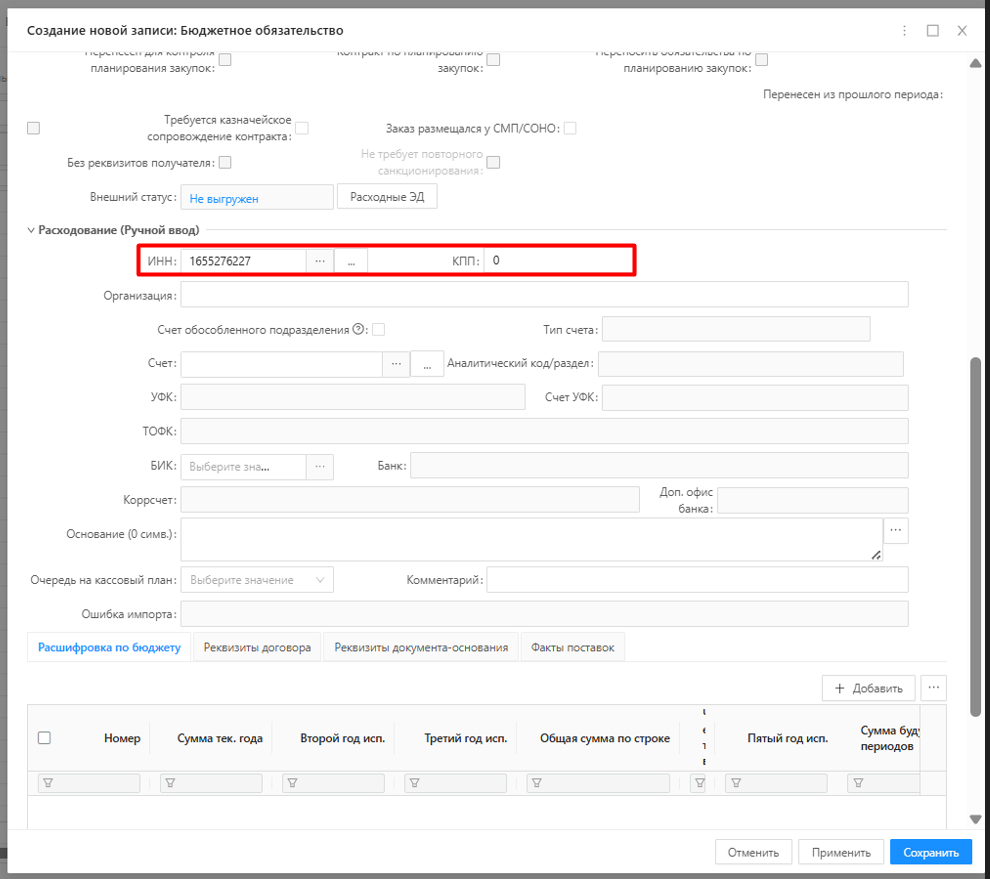 Создание новой записи: Бюджетное обязательство
Перенесен для контроля
планирования закупок:
Контракт по планированию
закупок:
Переносить обязательства по
планированию закупок:
Перенесен из прошлого периода:
Требуется казначейское
сопровождение контракта:
Заказ размещался у СМП/СОНО:
Без реквизитов получателя:
Не требует повторного
санкционирования:
Внешний статус: Не выгружен Расходные ЭД
Расходование (Ручной ввод)
ИНН: 1655276227 ... ... КПП: 0
Организация:
Счет обособленного подразделения ?: Тип счета:
Счет: ... ... Аналитический код/раздел:
УФК: Счет УФК:
ТОФК:
БИК: Выберите зна... ... Банк:
Коррсчет: Доп. офис
банка:
Основание (0 симв.): ...
Очередь на кассовый план: Выберите значение Комментарий:
Ошибка импорта:
Расшифровка по бюджету Реквизиты договора Реквизиты документа-основания Факты поставок
+ Добавить ...
Номер Сумма тек. года Второй год исп. Третий год исп. Общая сумма по строке Пятый год исп. Сумма буду
периодов
Отменить Применить Сохранить